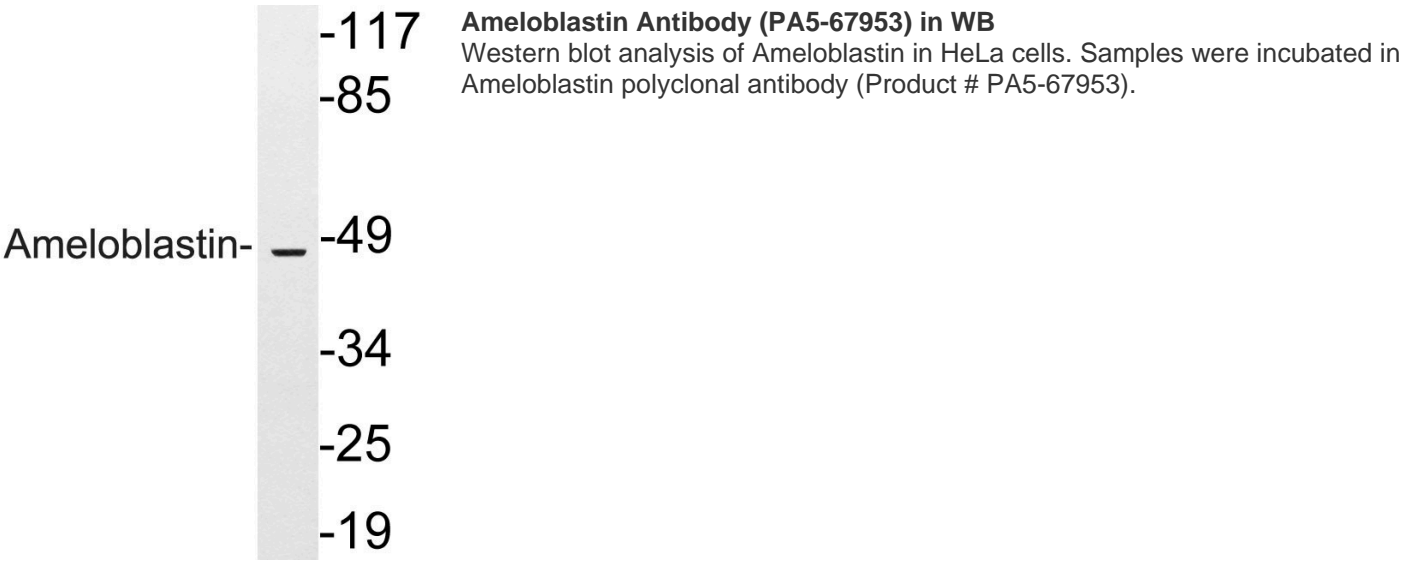 -117
-85
Ameloblastin- -49
-34
-25
-19
Ameloblastin Antibody (PA5-67953) in WB
Western blot analysis of Ameloblastin in HeLa cells. Samples were incubated in
Ameloblastin polyclonal antibody (Product # PA5-67953).